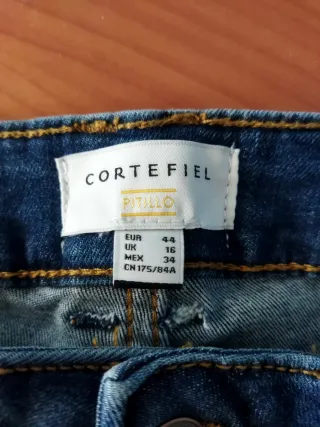 CORTEFIEL
PITILLO
EUR 44
UK 16
MEX 34
CN 175/84A